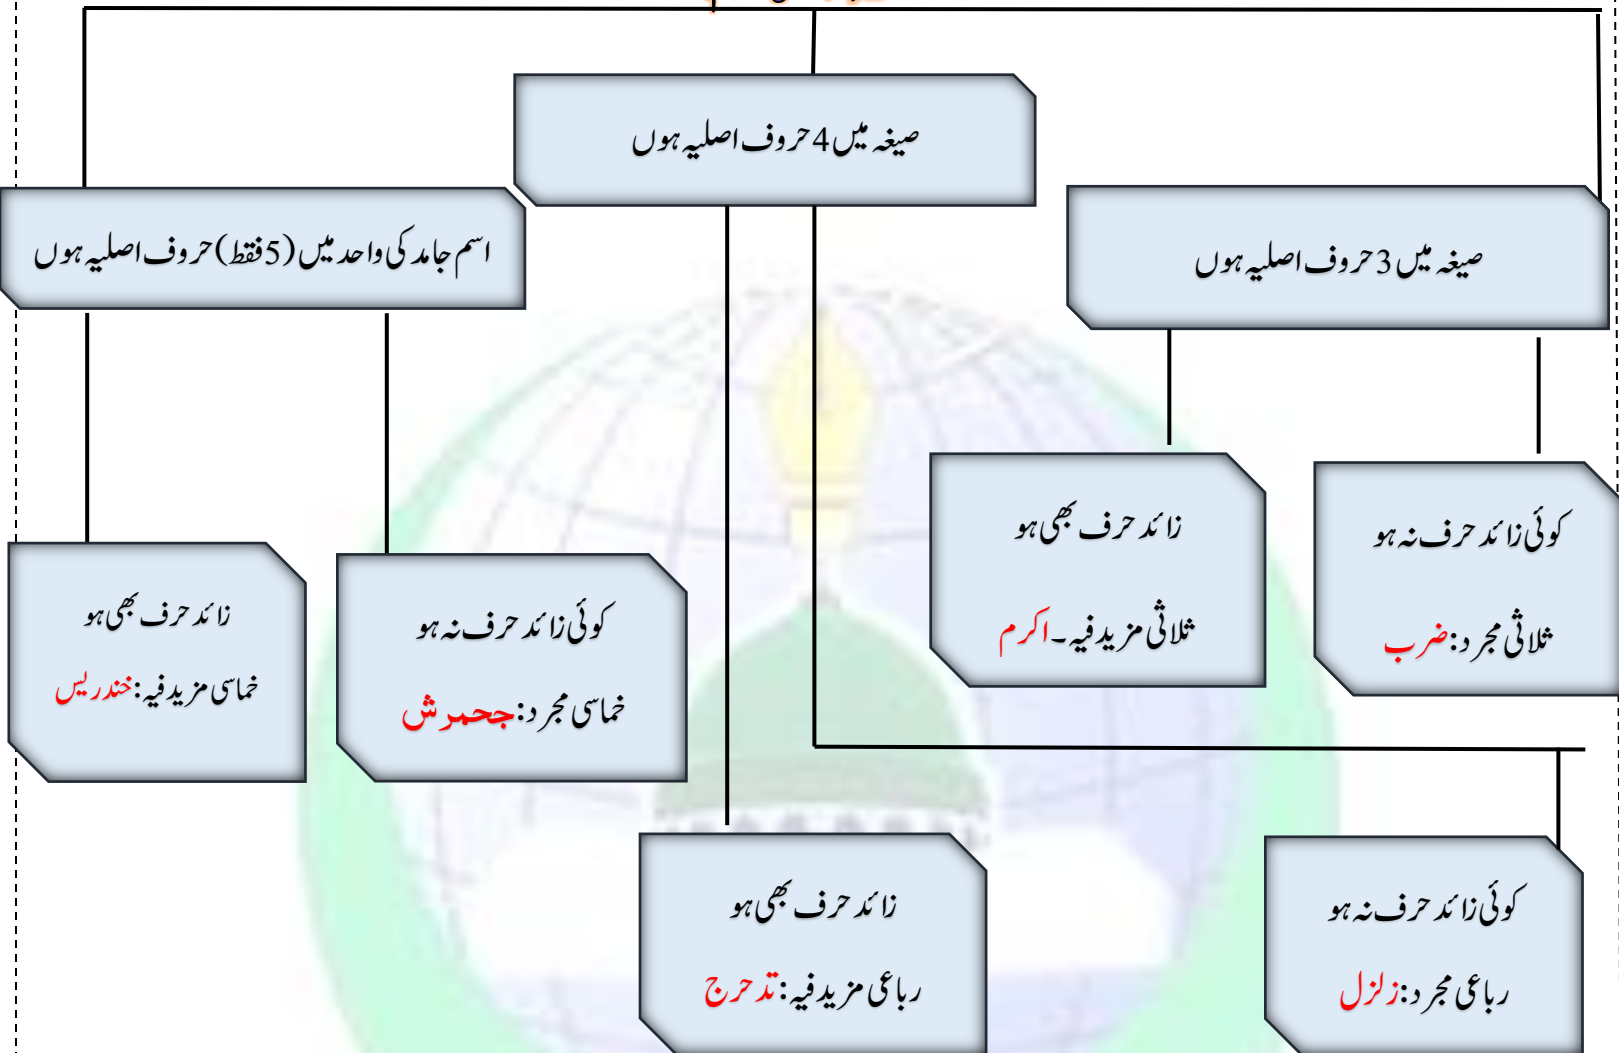 صیغہ میں 4 حروف اصلیہ ہوں
صیغہ میں 3 حروف اصلیہ ہوں
اسم جامد کی واحد میں (5 فقط) حروف اصلیہ ہوں
کوئی زائد حرف نہ ہو
ثلاثی مجرد: ضرب
زائد حرف بھی ہو
ثلاثی مزید فیہ۔ اکرم
کوئی زائد حرف نہ ہو
خماسی مجرد: جحمرش
زائد حرف بھی ہو
خماسی مزید فیہ: خندریس
کوئی زائد حرف نہ ہو
رباعی مجرد: زلزل
زائد حرف بھی ہو
رباعی مزید فیہ: تدحرج